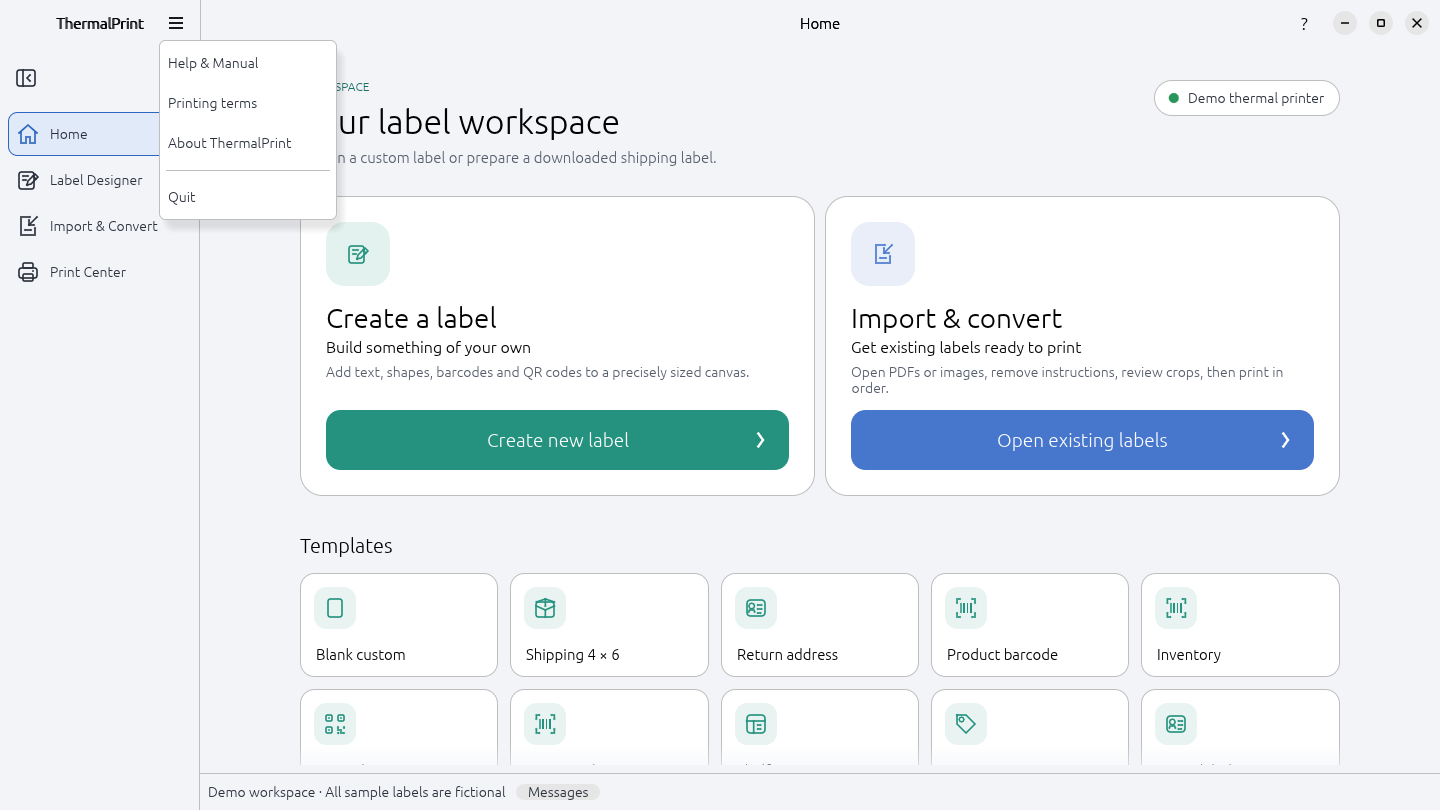 ThermalPrint
Home
?
Help & Manual
Printing terms
About ThermalPrint
Quit
Home
Label Designer
Import & Convert
Print Center
Demo thermal printer
label workspace
a custom label or prepare a downloaded shipping label.
Create a label
Build something of your own
Add text, shapes, barcodes and QR codes to a precisely sized canvas.
Create new label
Import & convert
Get existing labels ready to print
Open PDFs or images, remove instructions, review crops, then print in
order.
Open existing labels
Templates
Blank custom
Shipping 4 × 6
Return address
Product barcode
Inventory
Demo workspace · All sample labels are fictional
Messages